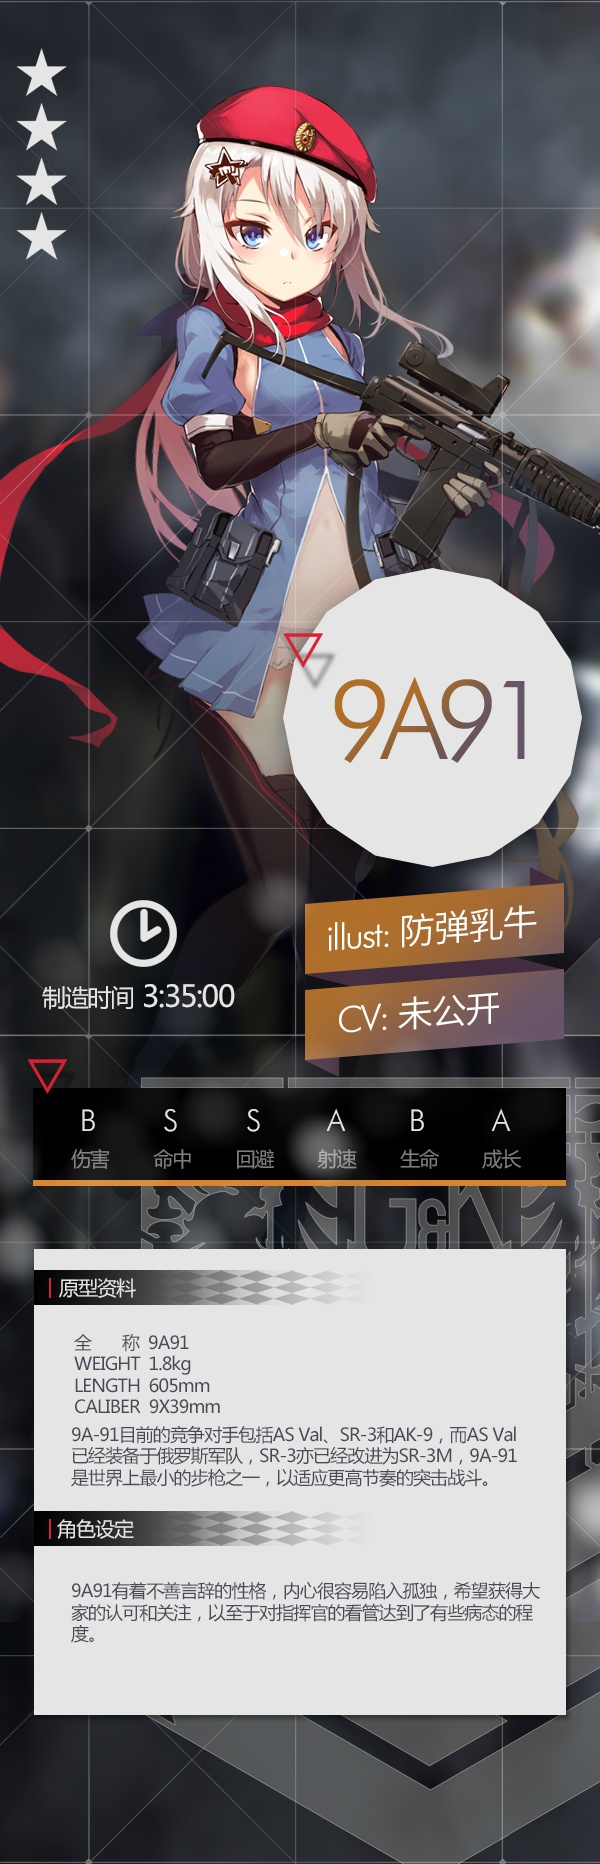 9A91
illust: 防弹乳牛
制造时间 3:35:00
CV: 未公开
B S S A B A
伤害 命中 回避 射速 生命 成长
原型资料
全 称 9A91
WEIGHT 1.8kg
LENGTH 605mm
CALIBER 9X39mm
9A-91目前的竞争对手包括AS Val、SR-3和AK-9，而AS Val
已经装备于俄罗斯军队，SR-3亦已经改进为SR-3M，9A-91
是世界上最小的步枪之一，以适应更高节奏的突击战斗。
角色设定
9A91有着不善言辞的性格，内心很容易陷入孤独，希望获得大
家的认可和关注，以至于对指挥官的看管达到了有些病态的程
度。